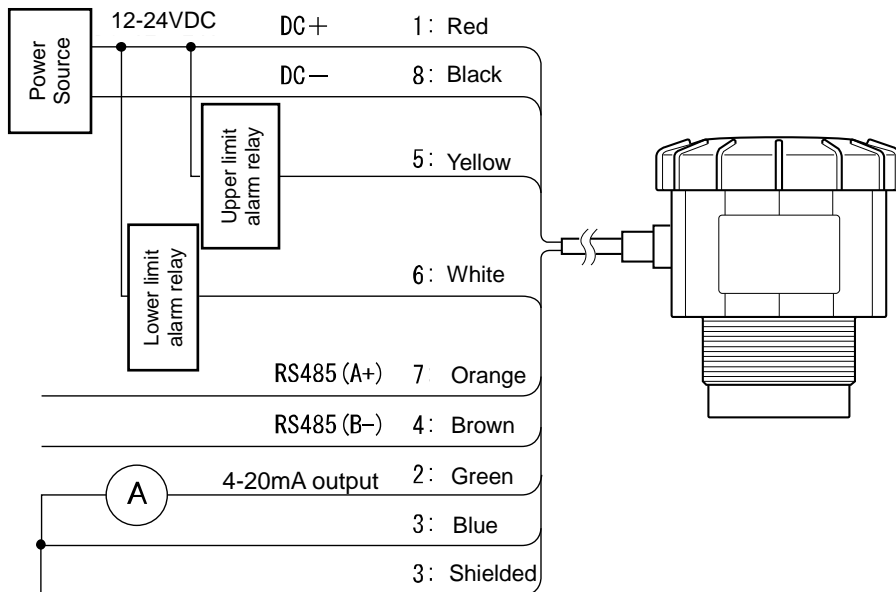 12-24VDC
DC+ 1: Red
Power
Source
DC− 8: Black
Upper limit
alarm relay
5: Yellow
Lower limit
alarm relay
6: White
RS485(A+) 7: Orange
RS485(B−) 4: Brown
A
4-20mA output 2: Green
3: Blue
3: Shielded